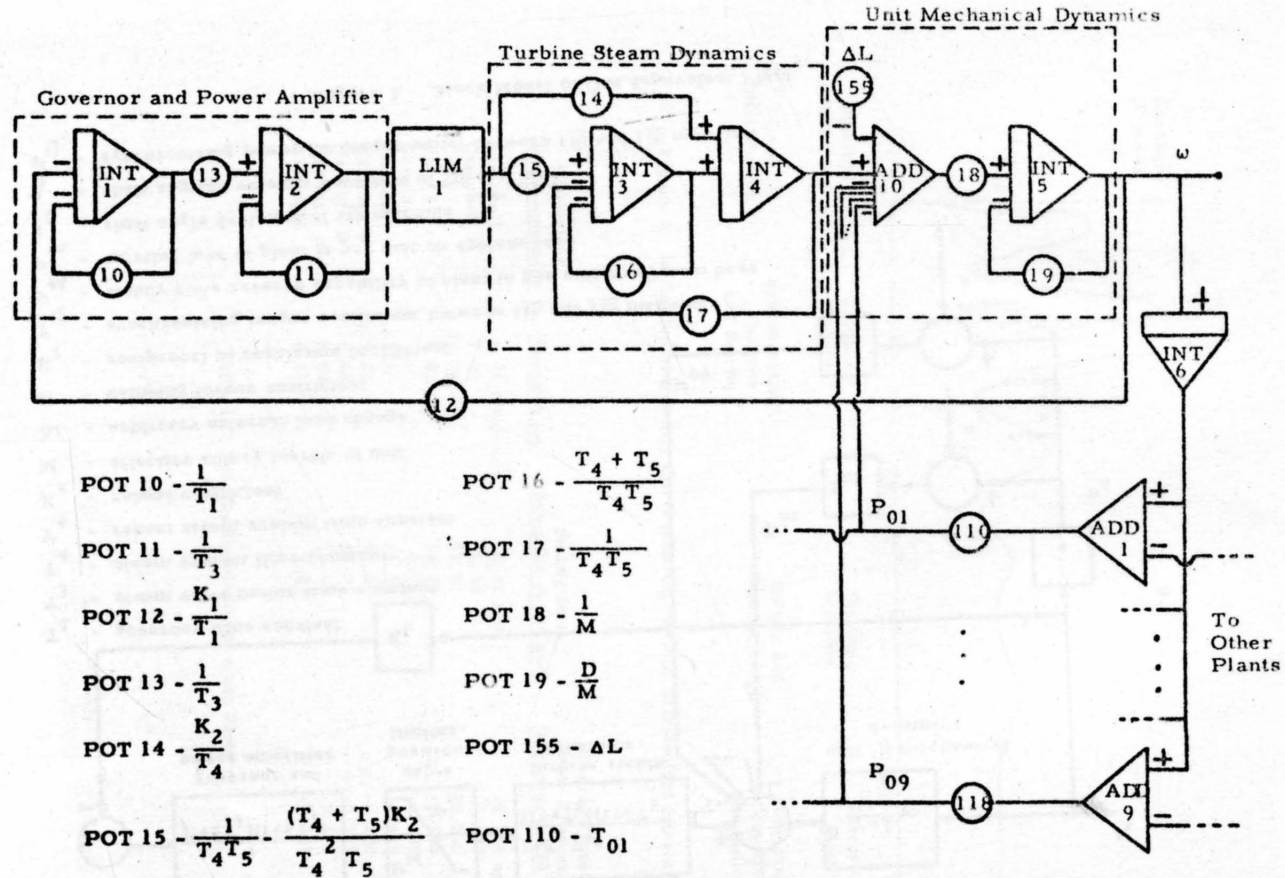 Unit Mechanical Dynamics
Turbine Steam Dynamics
Governor and Power Amplifier
ΔL
155
14
+
+
INT
1
13
+
INT
2
LIM
1
15
+
INT
3
+
INT
4
+
ADD
10
18
+
INT
5
ω
10
11
16
17
19
12
+
INT
6
POT 10 - 1/T1
POT 11 - 1/T3
POT 12 - K1/T1
POT 13 - 1/T3
POT 14 - K2/T4
POT 15 - 1/T4T5 - (T4 + T5)K2/T4^2 T5
POT 16 - T4 + T5/T4T5
POT 17 - 1/T4T5
POT 18 - 1/M
POT 19 - D/M
POT 155 - ΔL
POT 110 - T01
P01
110
ADD
1
+
-
To
Other
Plants
P09
118
ADD
9
+
-